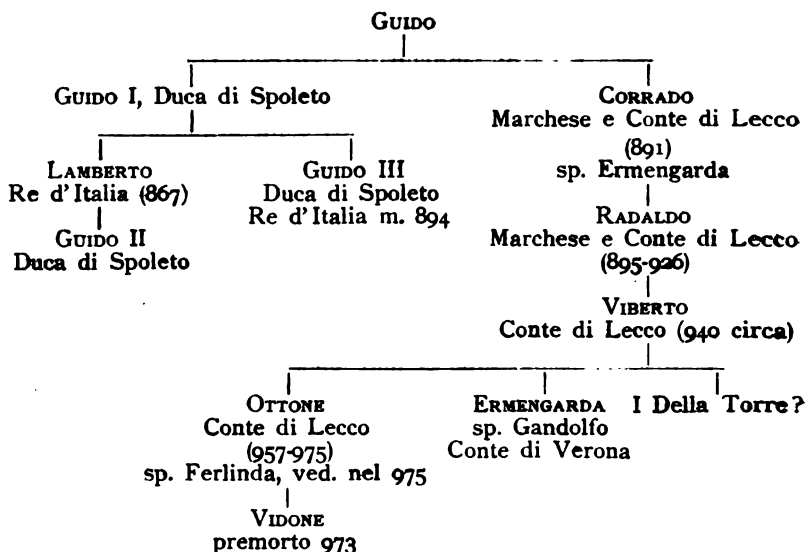 GUIDO
GUIDO I, Duca di Spoleto
CORRADO
Marchese e Conte di Lecco
(891)
sp. Ermengarda
LAMBERTO
Re d'Italia (867)
GUIDO III
Duca di Spoleto
Re d'Italia m. 894
GUIDO II
Duca di Spoleto
RADALDO
Marchese e Conte di Lecco
(895-926)
VIBERTO
Conte di Lecco (940 circa)
OTTONE
Conte di Lecco
(957-975)
sp. Ferlinda, ved. nel 975
ERMENGARDA
sp. Gandolfo
Conte di Verona
I Della Torre?
VIDONE
premorto 973